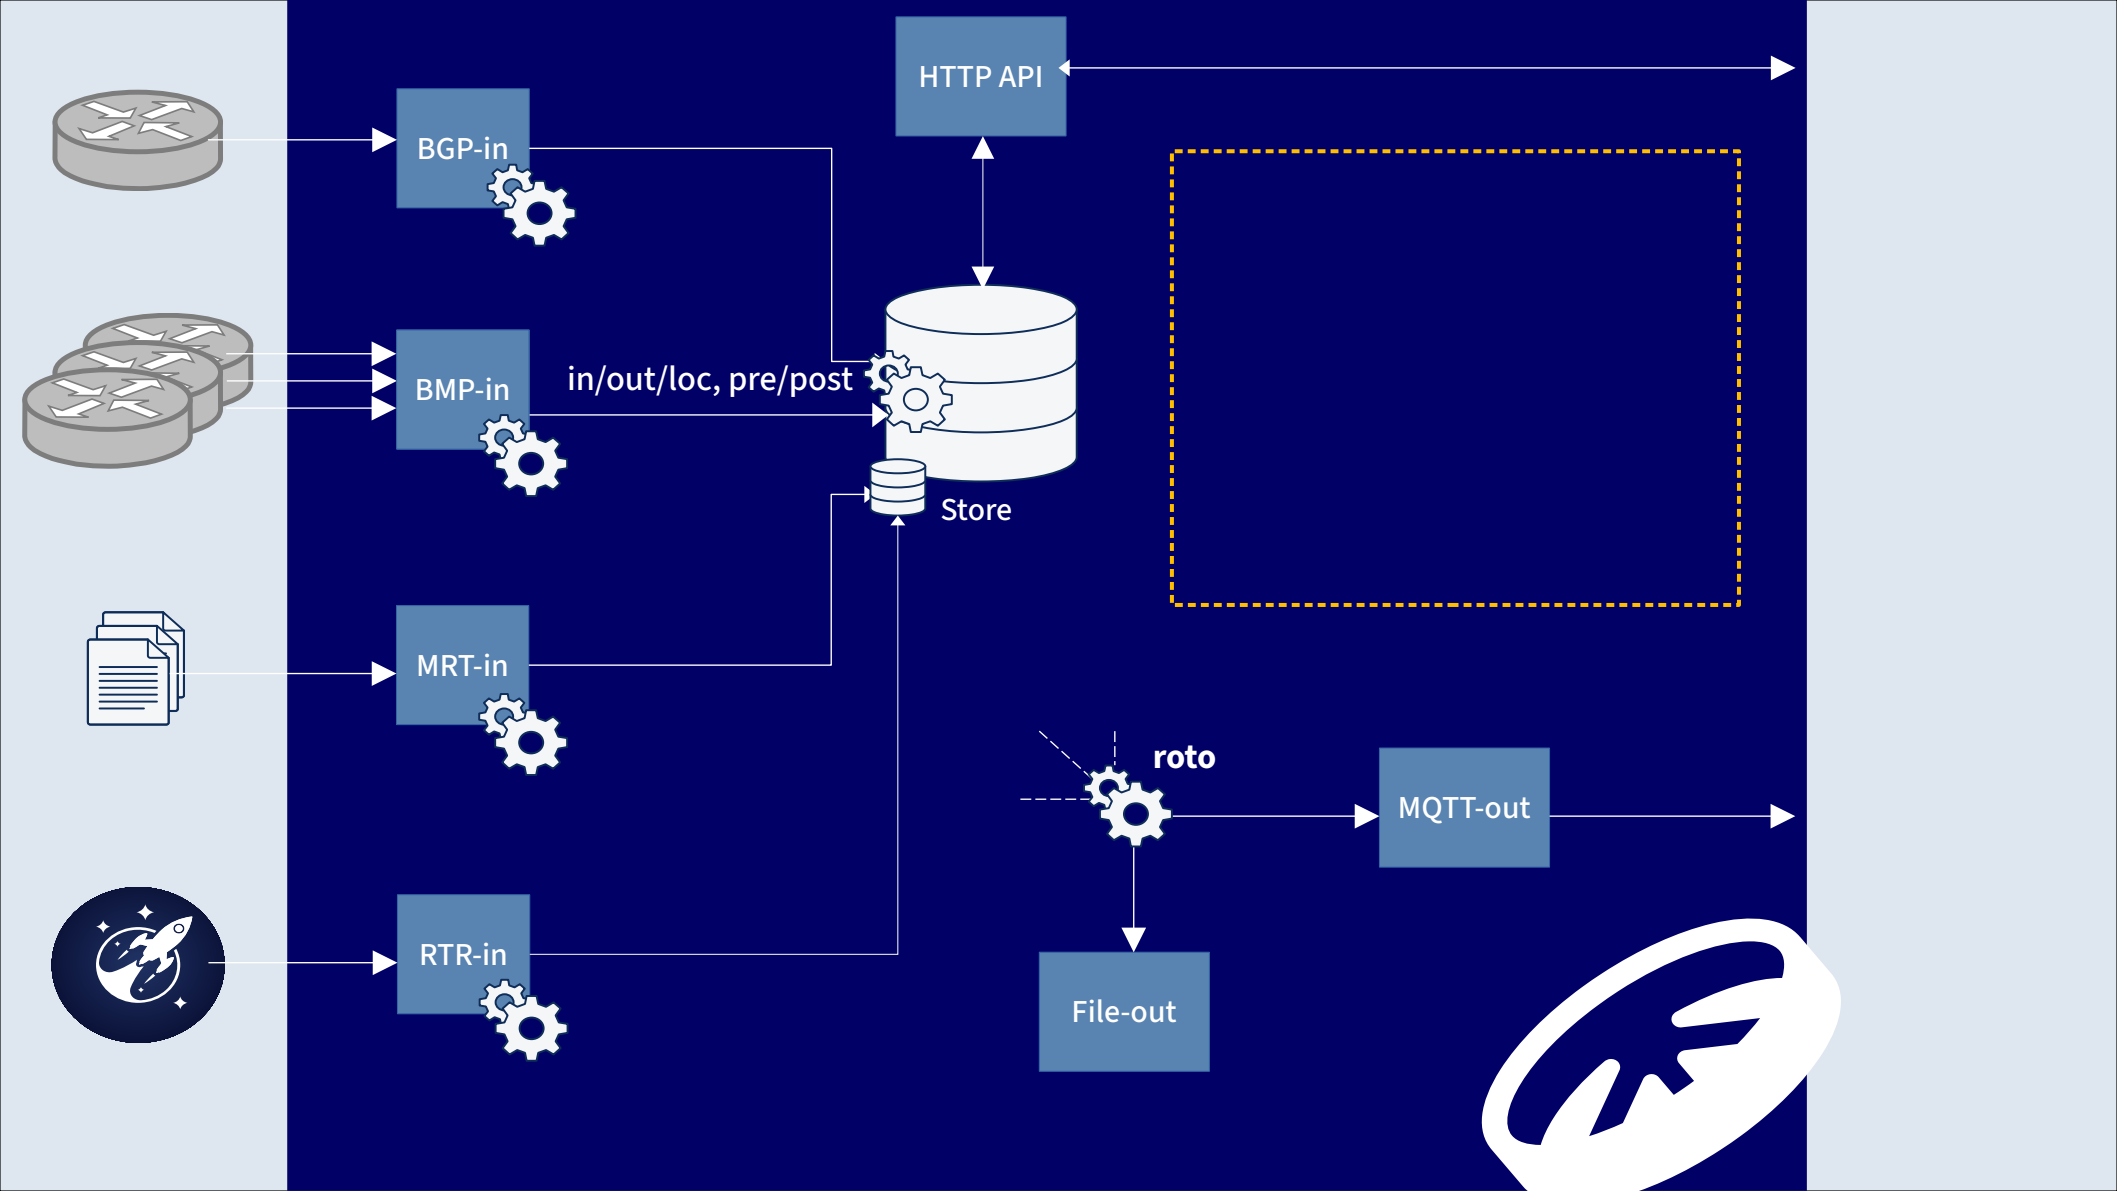 HTTP API
BGP-in
BMP-in
in/out/loc, pre/post
Store
MRT-in
roto
MQTT-out
RTR-in
File-out